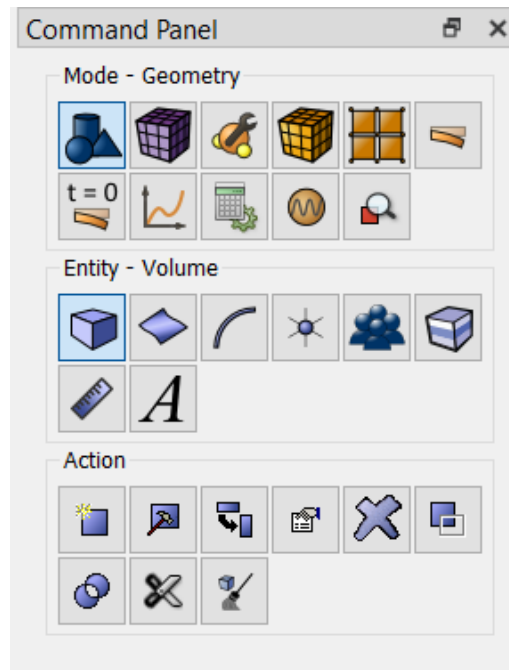 Command Panel
Mode - Geometry
t = 0
Entity - Volume
A
Action